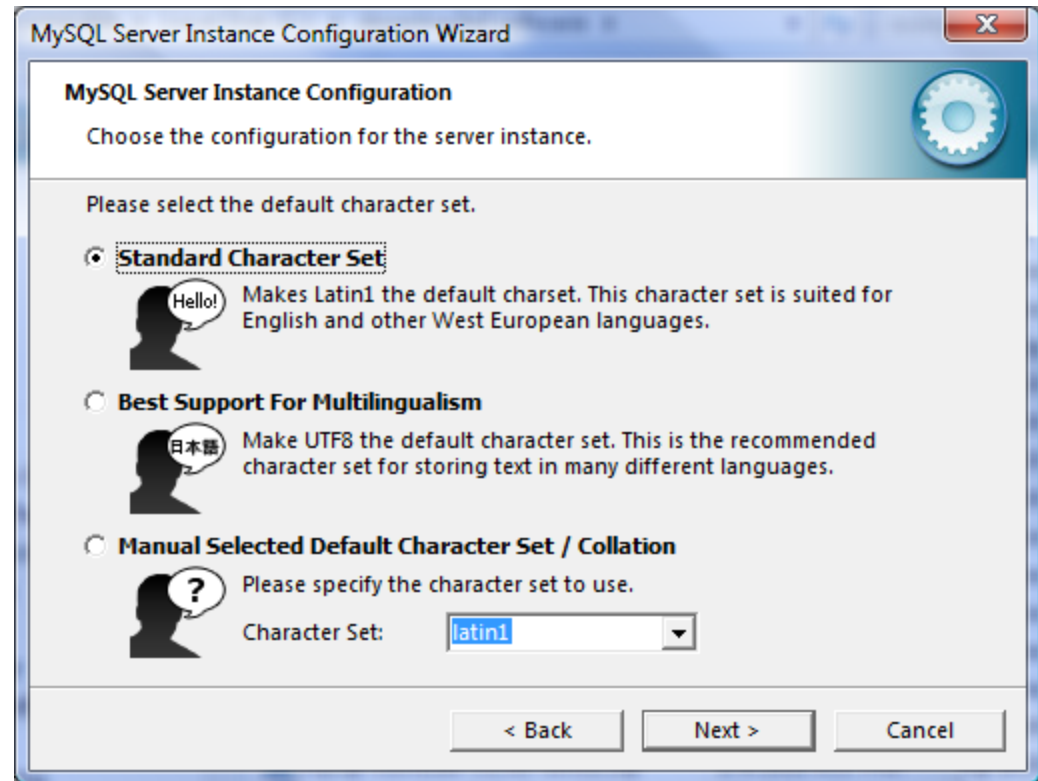 MySQL Server Instance Configuration Wizard
MySQL Server Instance Configuration
Choose the configuration for the server instance.
Please select the default character set.
Standard Character Set
Hello!
Makes Latin1 the default charset. This character set is suited for
English and other West European languages.
Best Support For Multilingualism
日本語
Make UTF8 the default character set. This is the recommended
character set for storing text in many different languages.
Manual Selected Default Character Set / Collation
?
Please specify the character set to use.
Character Set: latin1
< Back Next > Cancel